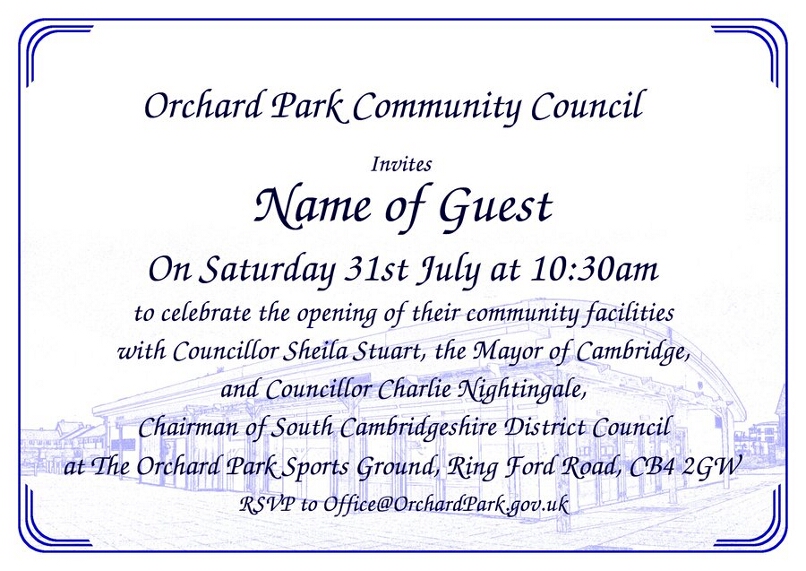 Orchard Park Community Council
Invites
Name of Guest
On Saturday 31st July at 10:30am
to celebrate the opening of their community facilities
with Councillor Sheila Stuart, the Mayor of Cambridge,
and Councillor Charlie Nightingale,
Chairman of South Cambridgeshire District Council
at The Orchard Park Sports Ground, Ring Ford Road, CB4 2GW
RSVP to Office@OrchardPark.gov.uk